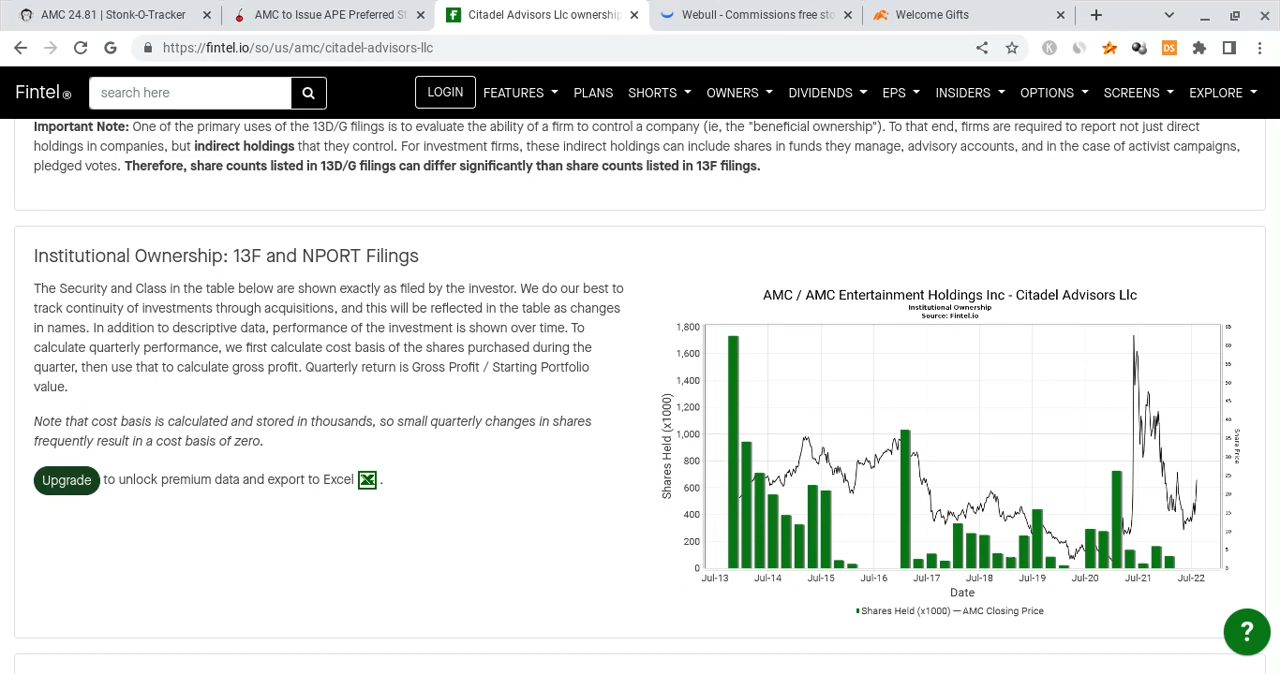 AMC 24.81 | Stonk-O-Tracker
AMC to Issue APE Preferred St
Citadel Advisors Llc ownership
Webull - Commissions free sto
Welcome Gifts
https://fintel.io/so/us/amc/citadel-advisors-llc
Fintel ®
search here
LOGIN FEATURES PLANS SHORTS OWNERS DIVIDENDS EPS INSIDERS OPTIONS SCREENS EXPLORE
Important Note: One of the primary uses of the 13D/G filings is to evaluate the ability of a firm to control a company (ie, the "beneficial ownership"). To that end, firms are required to report not just direct
holdings in companies, but indirect holdings that they control. For investment firms, these indirect holdings can include shares in funds they manage, advisory accounts, and in the case of activist campaigns,
pledged votes. Therefore, share counts listed in 13D/G filings can differ significantly than share counts listed in 13F filings.
Institutional Ownership: 13F and NPORT Filings
The Security and Class in the table below are shown exactly as filed by the investor. We do our best to
track continuity of investments through acquisitions, and this will be reflected in the table as changes
in names. In addition to descriptive data, performance of the investment is shown over time. To
calculate quarterly performance, we first calculate cost basis of the shares purchased during the
quarter, then use that to calculate gross profit. Quarterly return is Gross Profit / Starting Portfolio
value.
Note that cost basis is calculated and stored in thousands, so small quarterly changes in shares
frequently result in a cost basis of zero.
Upgrade to unlock premium data and export to Excel .
AMC / AMC Entertainment Holdings Inc - Citadel Advisors Llc
Institutional Ownership
Source: Fintel.io
Shares Held (x1000)
1,800
1,600
1,400
1,200
1,000
800
600
400
200
0
Share Price
Jul-13 Jul-14 Jul-15 Jul-16 Jul-17 Jul-18 Jul-19 Jul-20 Jul-21 Jul-22
Date
Shares Held (x1000) — AMC Closing Price
?